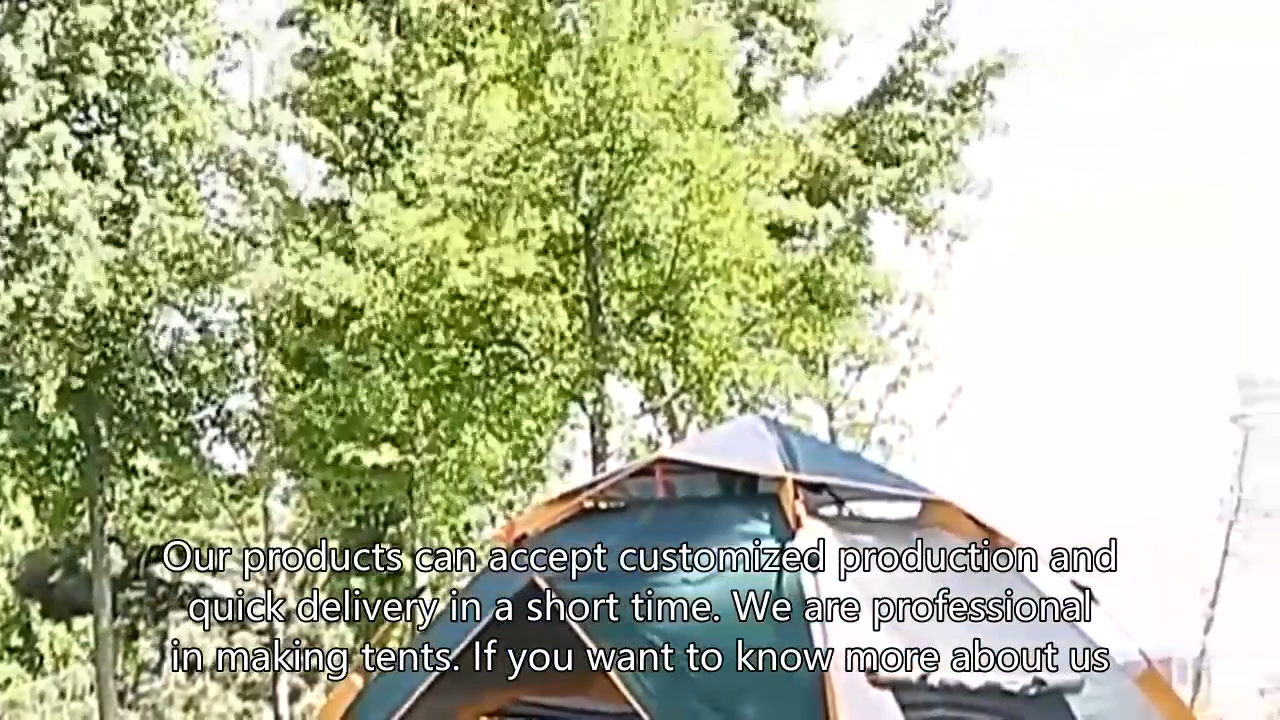 Our products can accept customized production and
quick delivery in a short time. We are professional
in making tents. If you want to know more about us